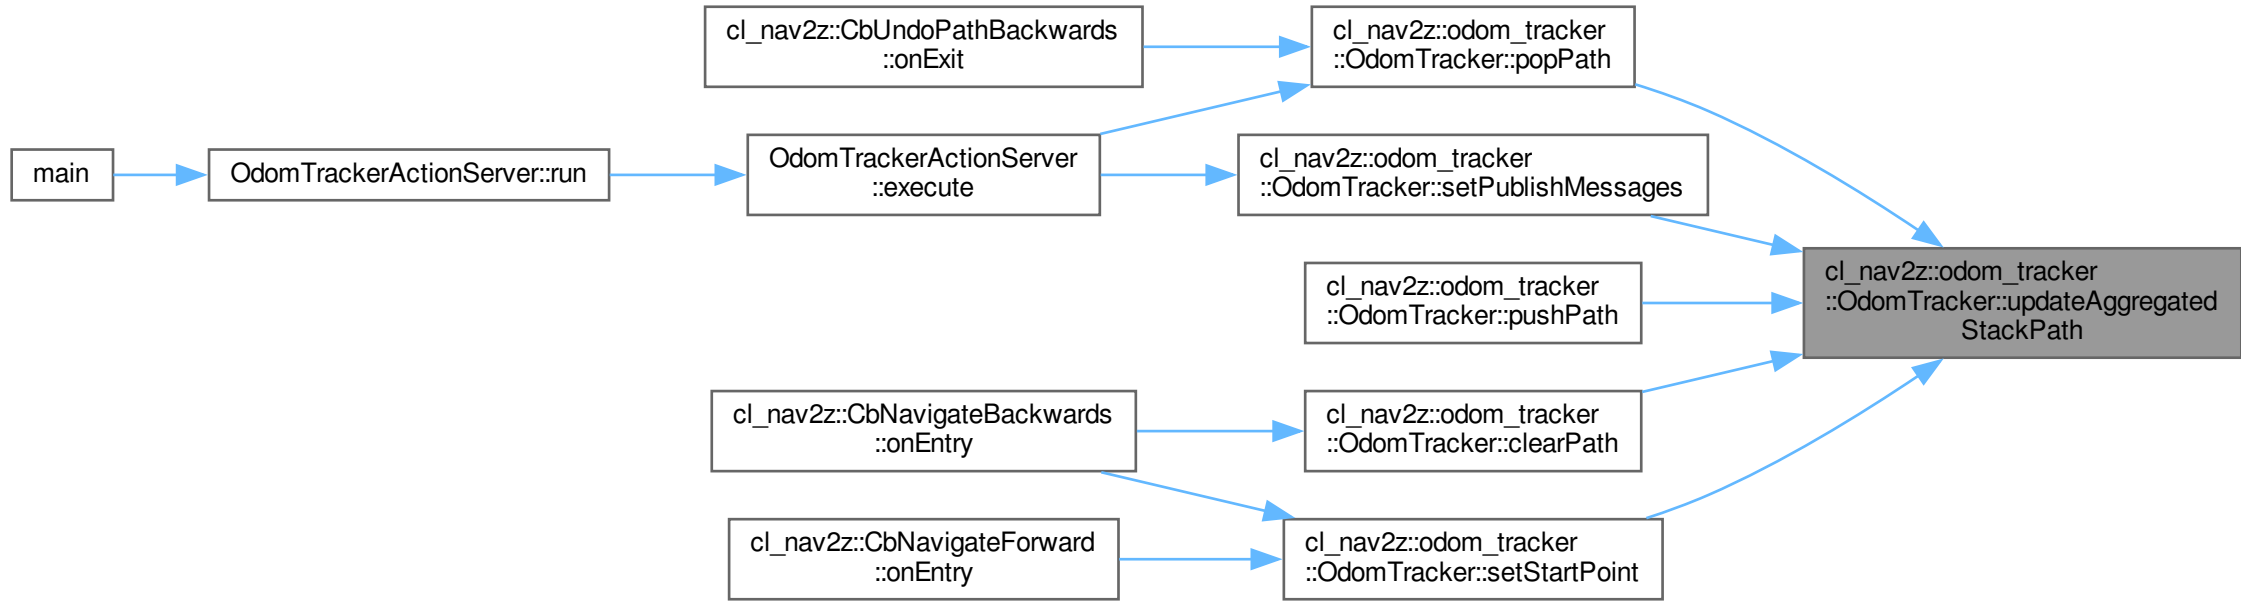 cl_nav2z::CbUndoPathBackwards
::onExit
cl_nav2z::odom_tracker
::OdomTracker::popPath
main
OdomTrackerActionServer::run
OdomTrackerActionServer
::execute
cl_nav2z::odom_tracker
::OdomTracker::setPublishMessages
cl_nav2z::odom_tracker
::OdomTracker::pushPath
cl_nav2z::odom_tracker
::OdomTracker::updateAggregated
StackPath
cl_nav2z::CbNavigateBackwards
::onEntry
cl_nav2z::odom_tracker
::OdomTracker::clearPath
cl_nav2z::CbNavigateForward
::onEntry
cl_nav2z::odom_tracker
::OdomTracker::setStartPoint